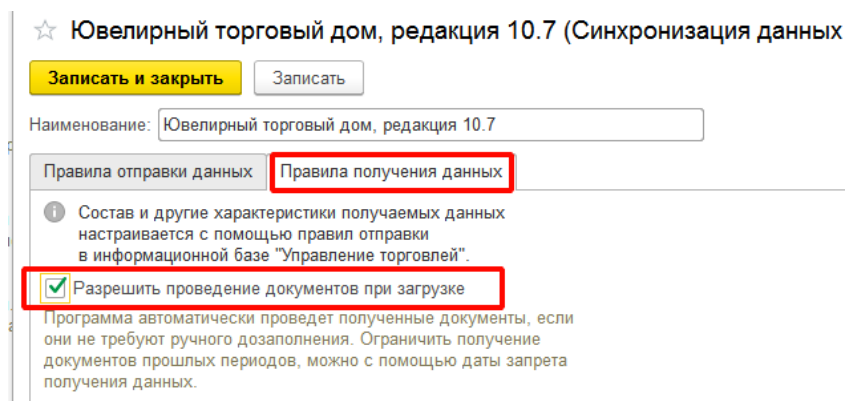 Ювелирный торговый дом, редакция 10.7 (Синхронизация данных
Записать и закрыть Записать
Наименование: Ювелирный торговый дом, редакция 10.7
Правила отправки данных Правила получения данных
Состав и другие характеристики получаемых данных
настраивается с помощью правил отправки
в информационной базе "Управление торговлей".
Разрешить проведение документов при загрузке
Программа автоматически проведет полученные документы, если
они не требуют ручного дозаполнения. Ограничить получение
документов прошлых периодов, можно с помощью даты запрета
получения данных.